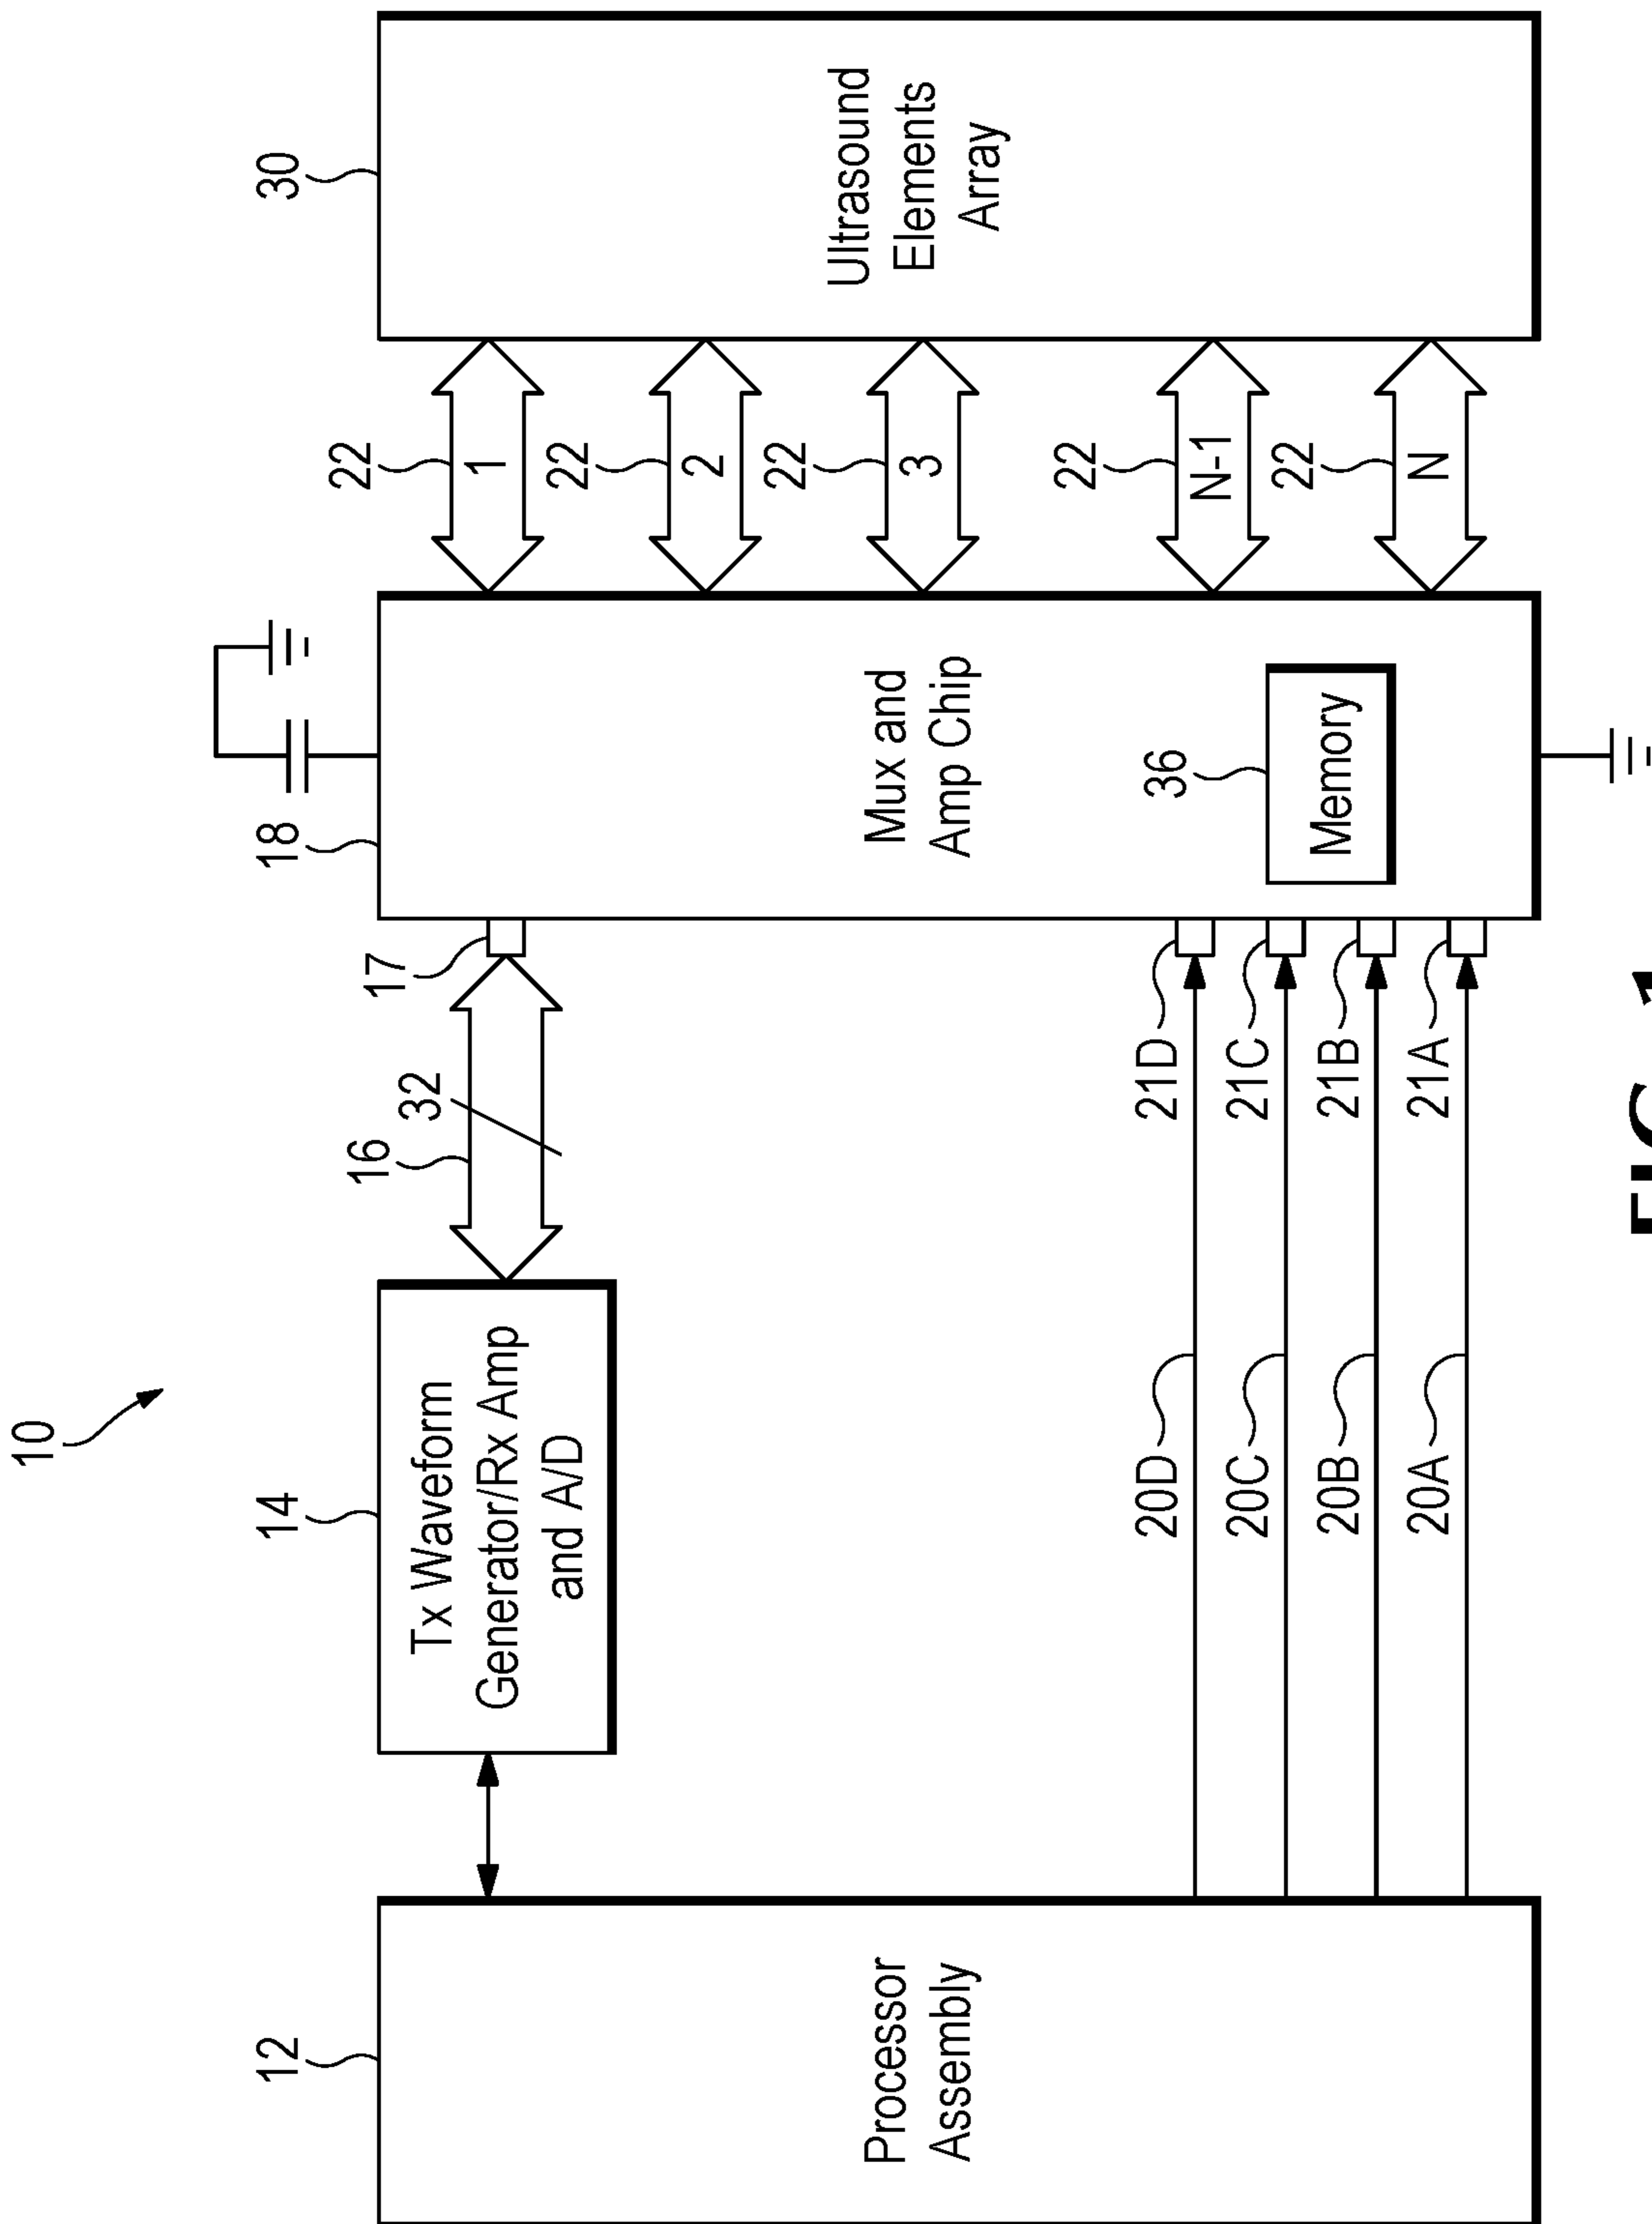 10
12
14
16
32
17
18
22
22
22
22
22
30
Processor
Assembly
Tx Waveform
Generator/Rx Amp
and A/D
Mux and
Amp Chip
36
Memory
1
2
3
N-1
N
Ultrasound
Elements
Array
20D
21D
20C
21C
20B
21B
20A
21A